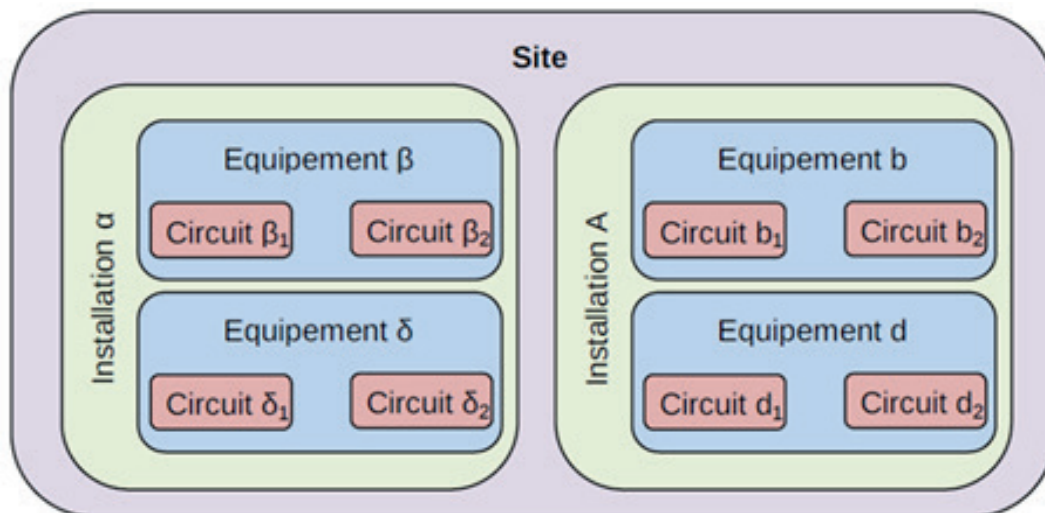 Site
Installation α
Equipement β
Circuit β₁
Circuit β₂
Equipement δ
Circuit δ₁
Circuit δ₂
Installation A
Equipement b
Circuit b₁
Circuit b₂
Equipement d
Circuit d₁
Circuit d₂